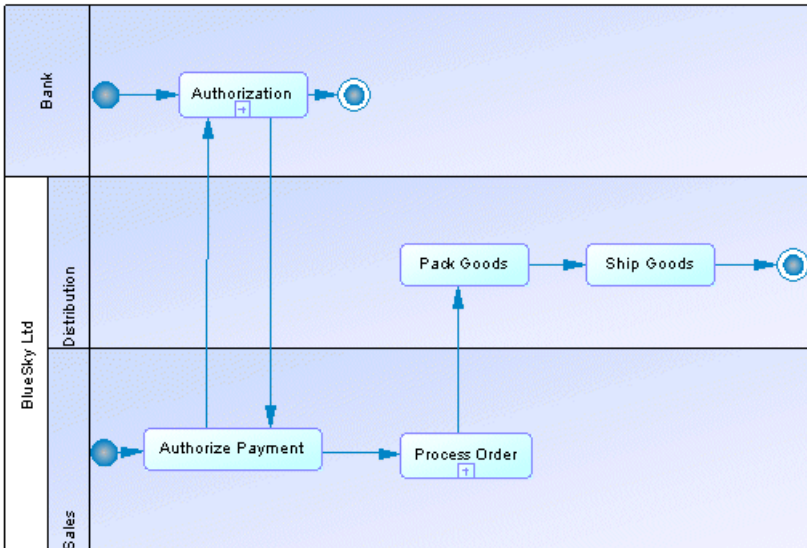 Bank
Authorization
BlueSky Ltd
Distribution
Pack Goods
Ship Goods
Sales
Authorize Payment
Process Order